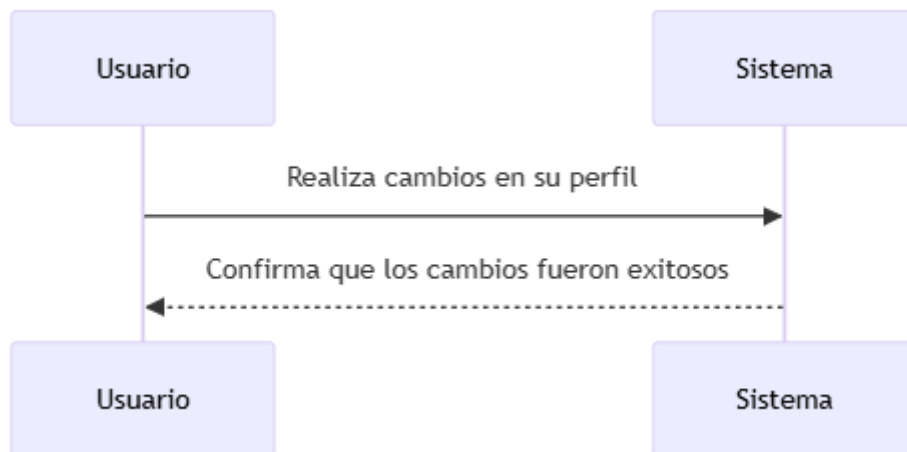 Usuario
Sistema
Realiza cambios en su perfil
Confirma que los cambios fueron exitosos
Usuario
Sistema